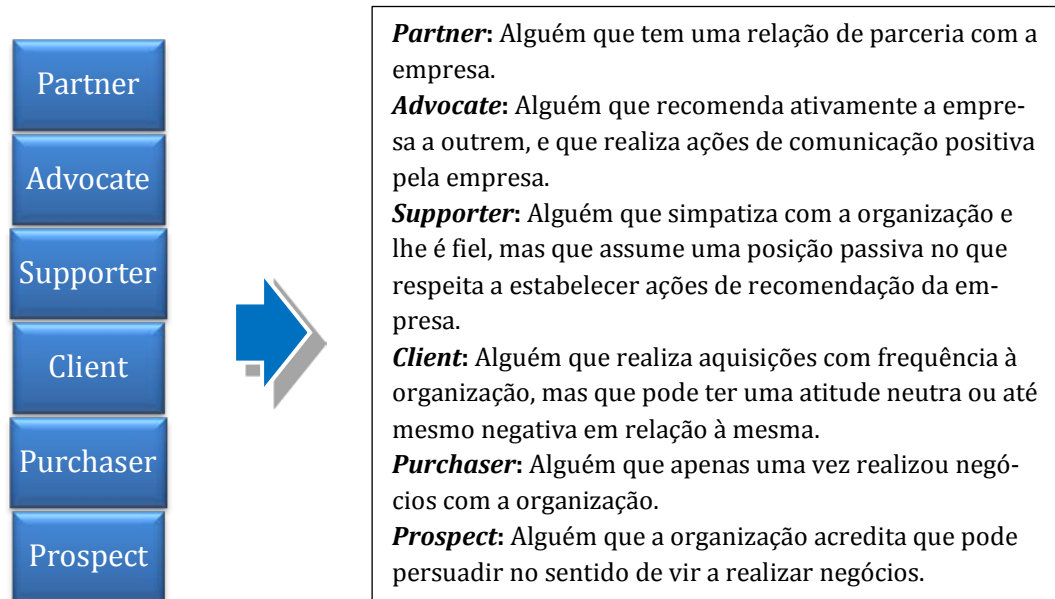 Partner
Advocate
Supporter
Client
Purchaser
Prospect
Partner: Alguém que tem uma relação de parceria com a
empresa.
Advocate: Alguém que recomenda ativamente a empre-
sa a outrem, e que realiza ações de comunicação positiva
pela empresa.
Supporter: Alguém que simpatiza com a organização e
lhe é fiel, mas que assume uma posição passiva no que
respeita a estabelecer ações de recomendação da em-
presa.
Client: Alguém que realiza aquisições com frequência à
organização, mas que pode ter uma atitude neutra ou até
mesmo negativa em relação à mesma.
Purchaser: Alguém que apenas uma vez realizou negó-
cios com a organização.
Prospect: Alguém que a organização acredita que pode
persuadir no sentido de vir a realizar negócios.